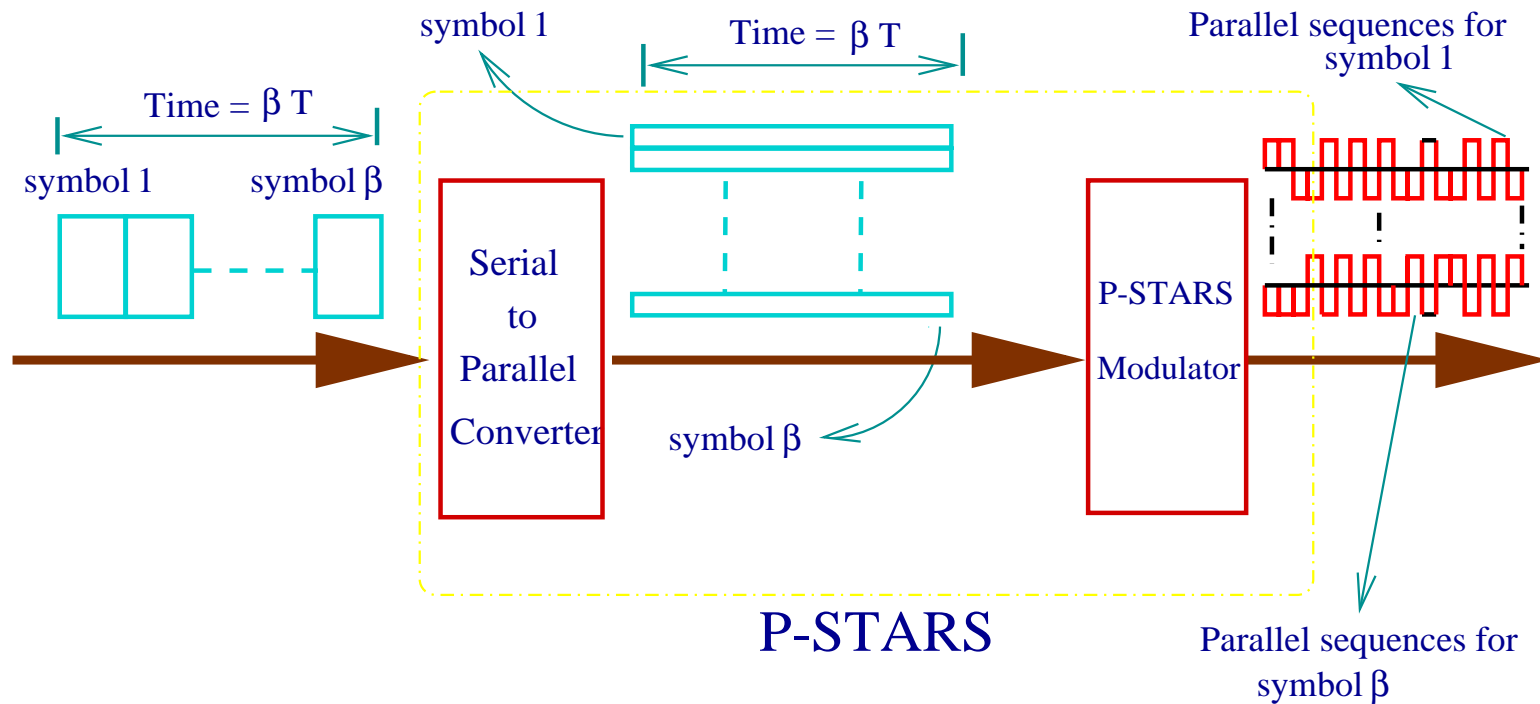 symbol 1
Time = β T
Parallel sequences for
symbol 1
Time = β T
symbol 1
symbol β
Serial
to
Parallel
Converter
P-STARS
Modulator
symbol β
P-STARS
Parallel sequences for
symbol β